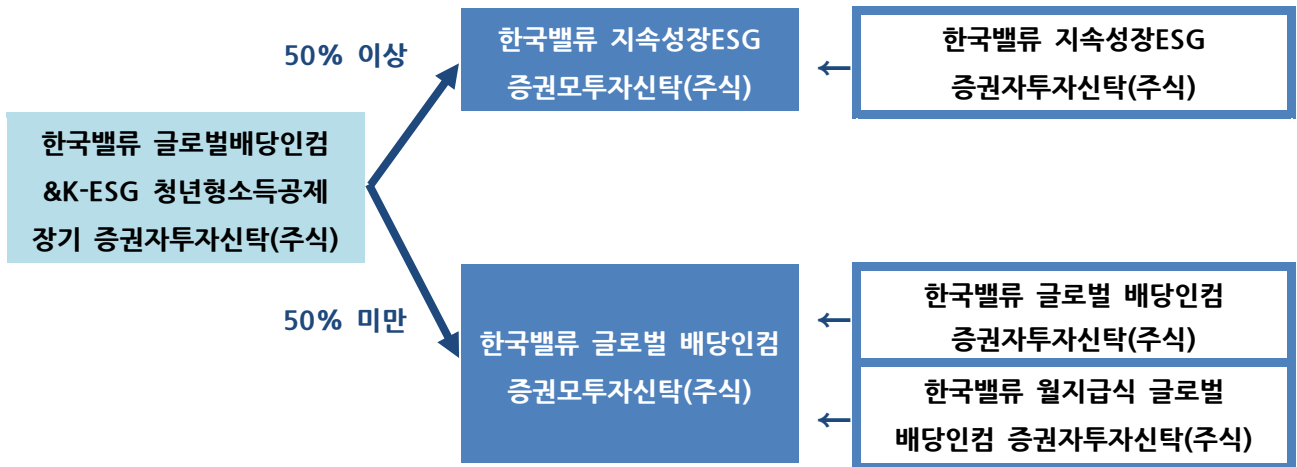 50% 이상
한국밸류 지속성장ESG
증권모투자신탁(주식)
←
한국밸류 지속성장ESG
증권자투자신탁(주식)
한국밸류 글로벌배당인컴
&K-ESG 청년형소득공제
장기 증권자투자신탁(주식)
50% 미만
한국밸류 글로벌 배당인컴
증권모투자신탁(주식)
←
한국밸류 글로벌 배당인컴
증권자투자신탁(주식)
←
한국밸류 월지급식 글로벌
배당인컴 증권자투자신탁(주식)